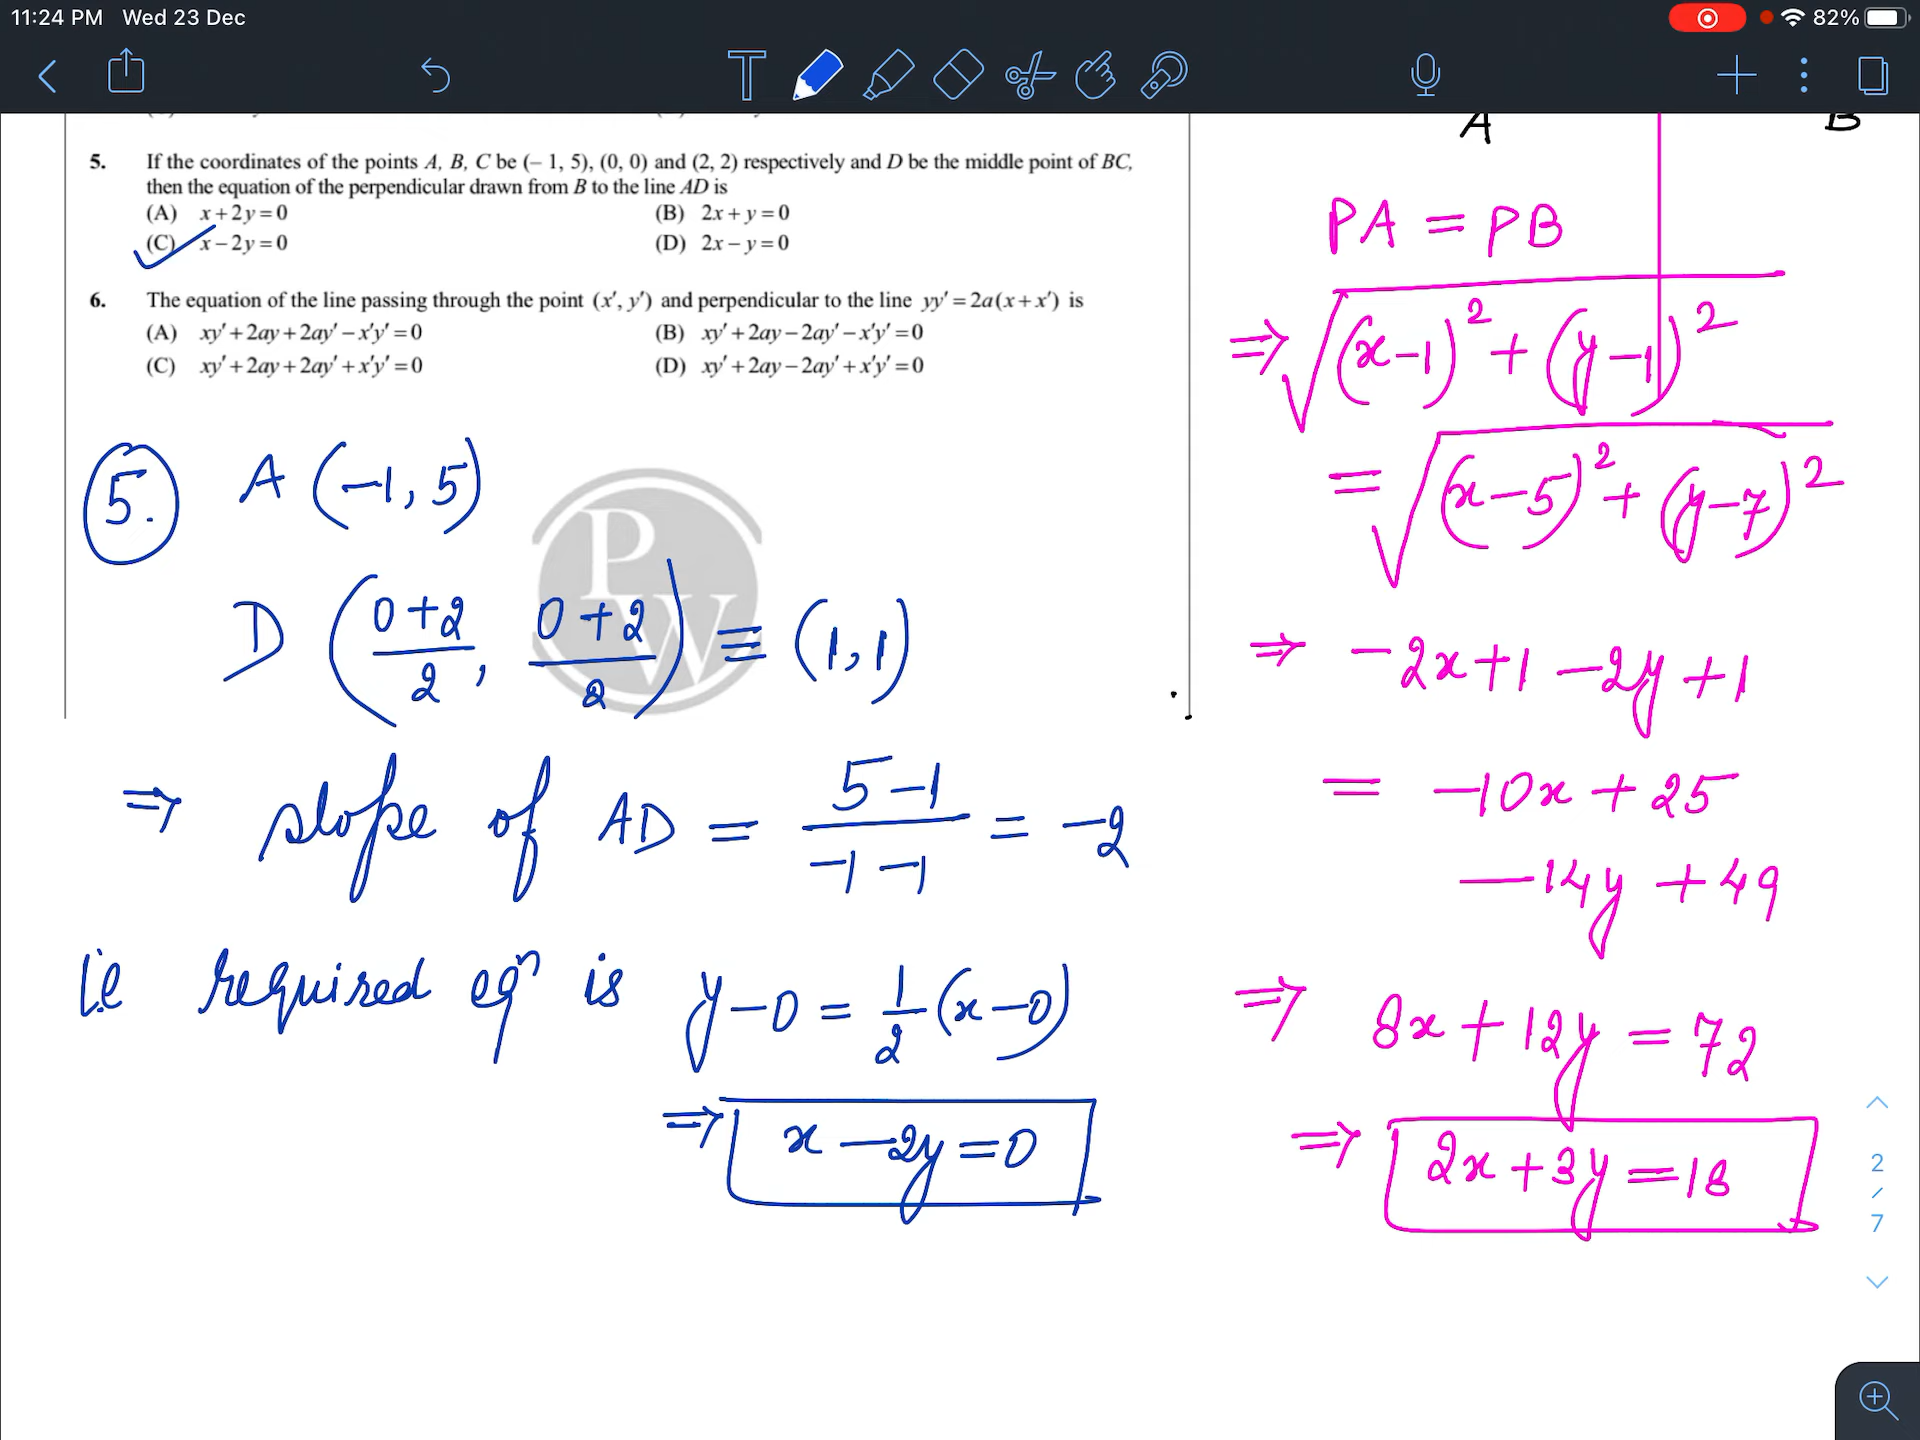 11:24 PM Wed 23 Dec
82%
T
A B
5. If the coordinates of the points A, B, C be (– 1, 5), (0, 0) and (2, 2) respectively and D be the middle point of BC,
then the equation of the perpendicular drawn from B to the line AD is
(A) x + 2y = 0 (B) 2x + y = 0
(C) x – 2y = 0 (D) 2x – y = 0
6. The equation of the line passing through the point (x′, y′) and perpendicular to the line yy′ = 2a(x + x′) is
(A) xy′ + 2ay + 2ay′ – x′y′ = 0 (B) xy′ + 2ay – 2ay′ – x′y′ = 0
(C) xy′ + 2ay + 2ay′ + x′y′ = 0 (D) xy′ + 2ay – 2ay′ + x′y′ = 0
5. A (-1, 5)
PW
D ((0+2)/2, (0+2)/2) ≡ (1,1)
⇒ slope of AD = (5-1)/(-1-1) = -2
i.e required eqⁿ is y-0 = 1/2 (x-0)
⇒ x-2y=0
PA = PB
⇒ √((x-1)² + (y-1)²)
= √((x-5)² + (y-7)²)
⇒ -2x+1-2y+1
= -10x+25
-14y+49
⇒ 8x+12y=72
⇒ 2x+3y=18
2
/
7